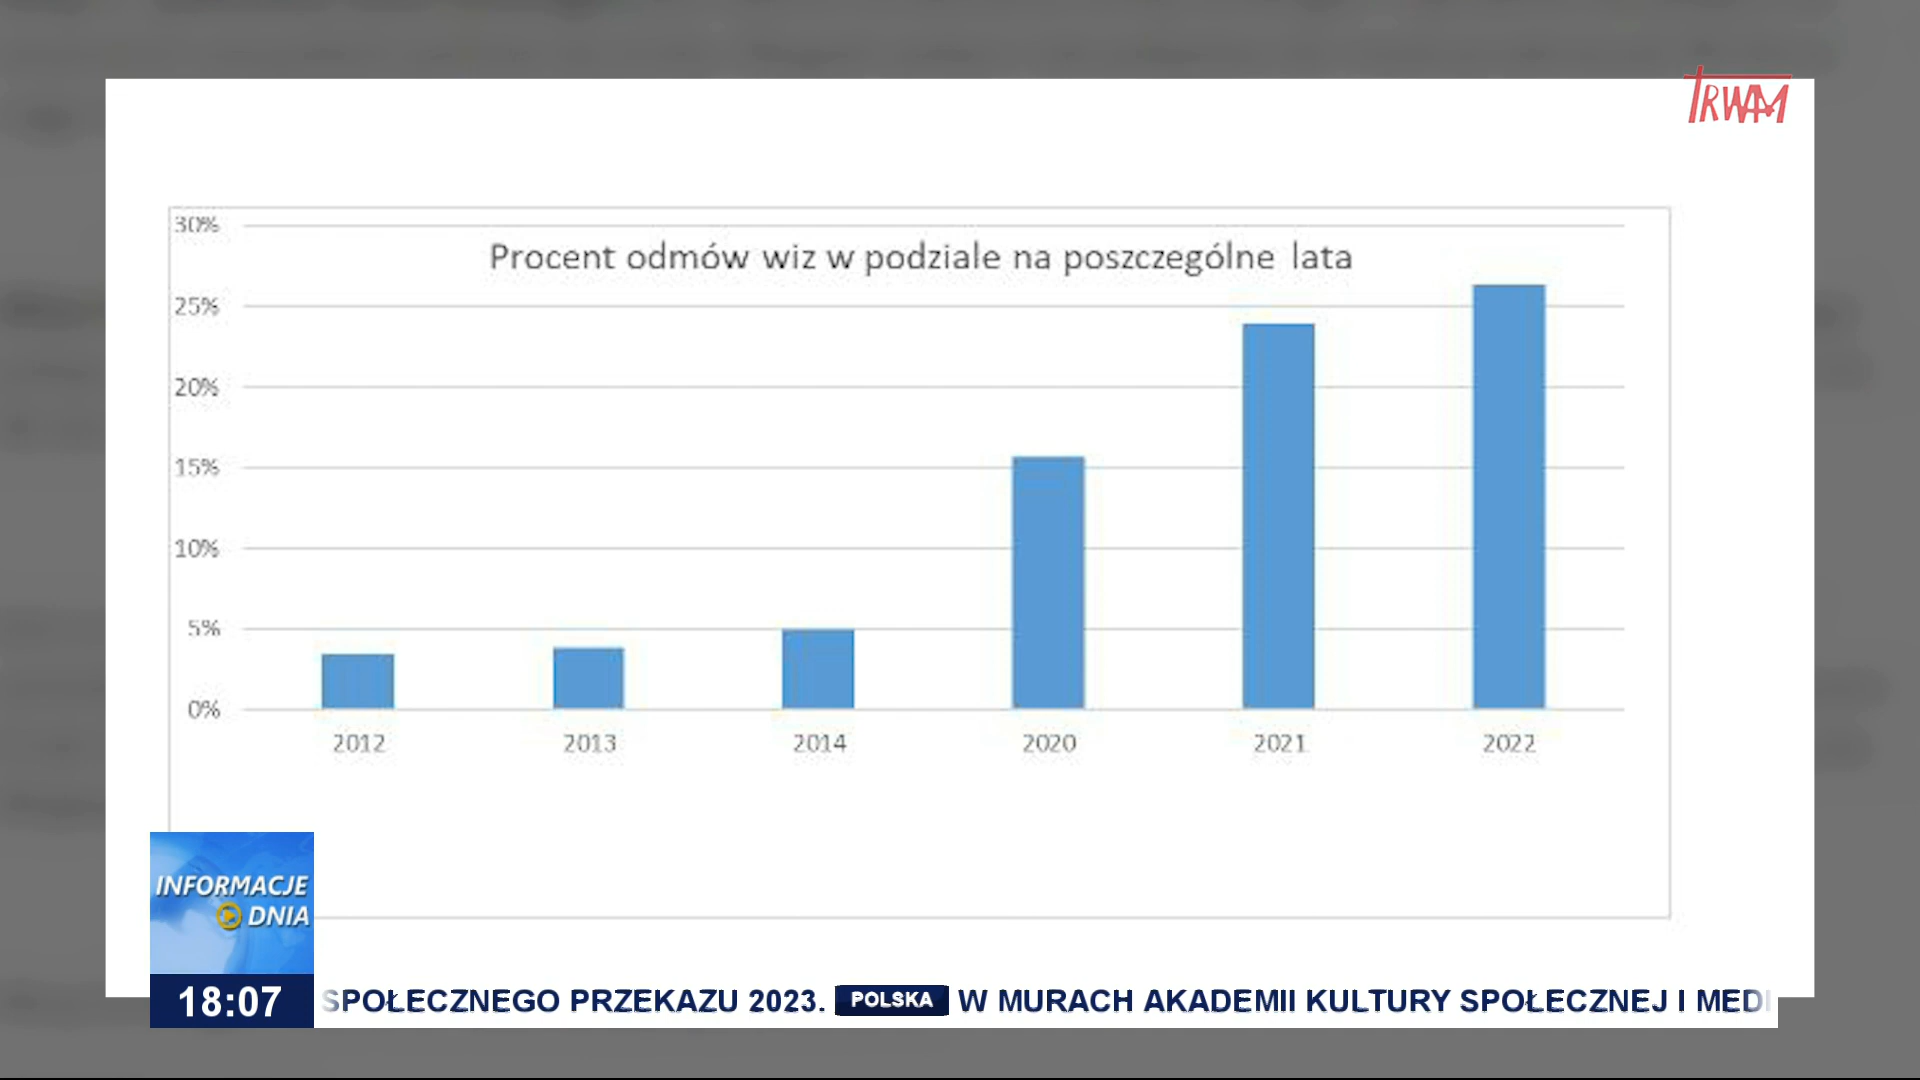 TRWAM
Procent odmów wiz w podziale na poszczególne lata
30%
25%
20%
15%
10%
5%
0%
2012 2013 2014 2020 2021 2022
INFORMACJE
DNIA
18:07 SPOŁECZNEGO PRZEKAZU 2023. POLSKA W MURACH AKADEMII KULTURY SPOŁECZNEJ I MEDI